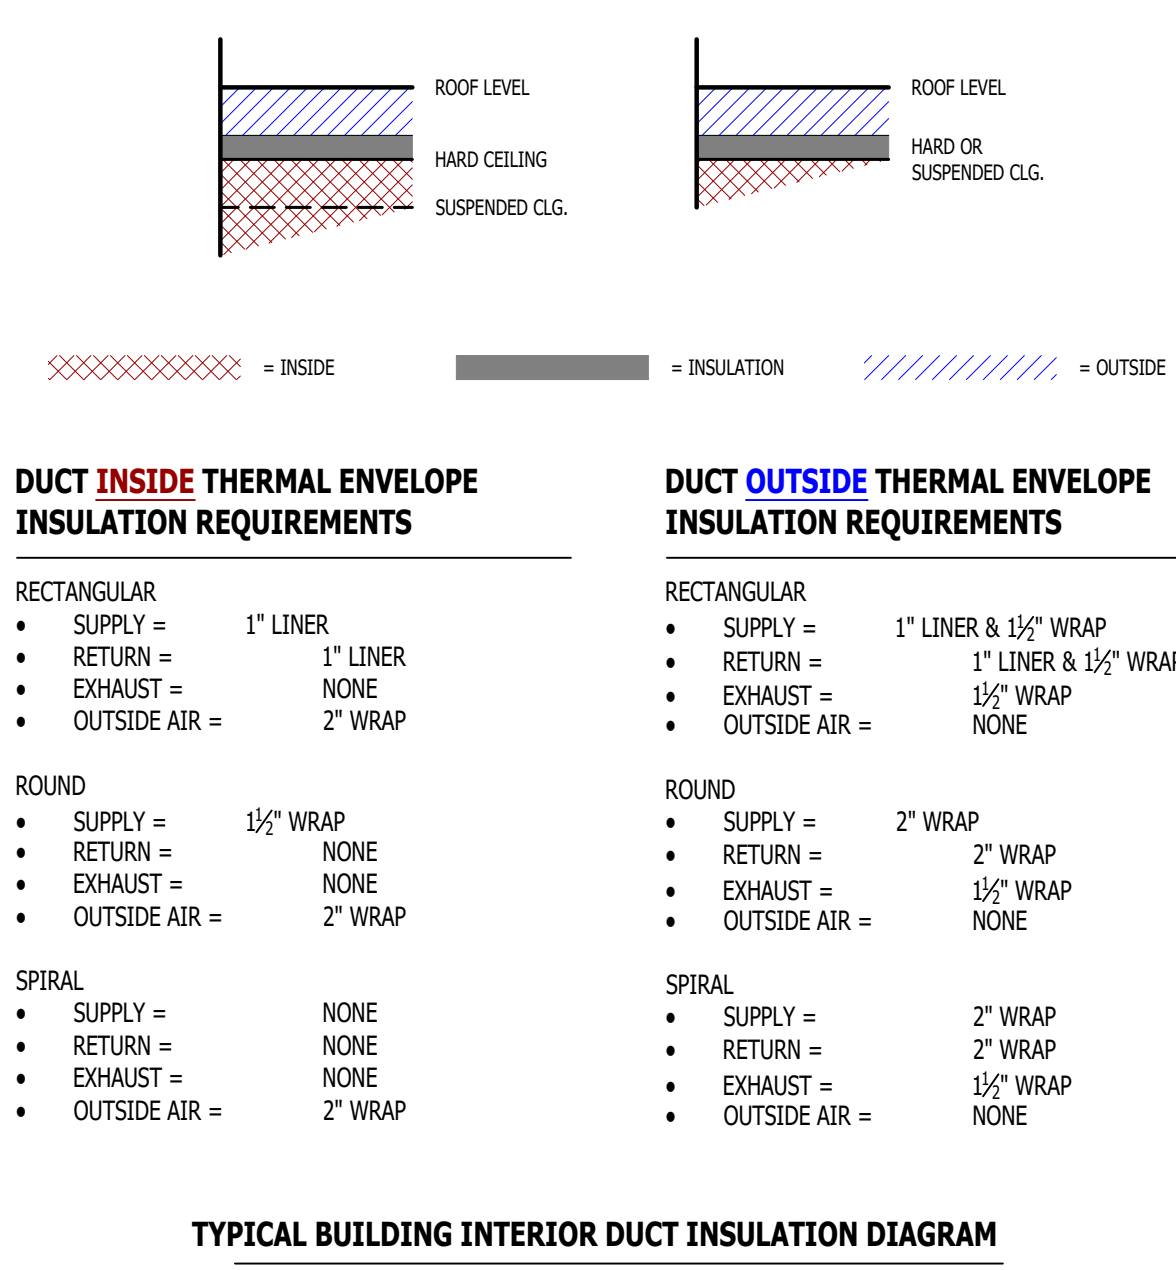 ROOF LEVEL
HARD CEILING
SUSPENDED CLG.
ROOF LEVEL
HARD OR
SUSPENDED CLG.
= INSIDE
= INSULATION
= OUTSIDE
DUCT INSIDE THERMAL ENVELOPE
INSULATION REQUIREMENTS
RECTANGULAR
• SUPPLY = 1" LINER
• RETURN = 1" LINER
• EXHAUST = NONE
• OUTSIDE AIR = 2" WRAP
ROUND
• SUPPLY = 1½" WRAP
• RETURN = NONE
• EXHAUST = NONE
• OUTSIDE AIR = 2" WRAP
SPIRAL
• SUPPLY = NONE
• RETURN = NONE
• EXHAUST = NONE
• OUTSIDE AIR = 2" WRAP
DUCT OUTSIDE THERMAL ENVELOPE
INSULATION REQUIREMENTS
RECTANGULAR
• SUPPLY = 1" LINER & 1½" WRAP
• RETURN = 1" LINER & 1½" WRAP
• EXHAUST = 1½" WRAP
• OUTSIDE AIR = NONE
ROUND
• SUPPLY = 2" WRAP
• RETURN = 2" WRAP
• EXHAUST = 1½" WRAP
• OUTSIDE AIR = NONE
SPIRAL
• SUPPLY = 2" WRAP
• RETURN = 2" WRAP
• EXHAUST = 1½" WRAP
• OUTSIDE AIR = NONE
TYPICAL BUILDING INTERIOR DUCT INSULATION DIAGRAM